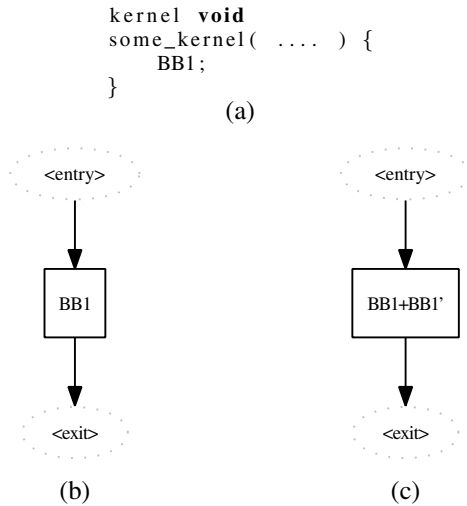 kernel void
some_kernel( .... ) {
BB1;
}
(a)
<entry> <entry>
BB1 BB1+BB1’
<exit> <exit>
(b) (c)